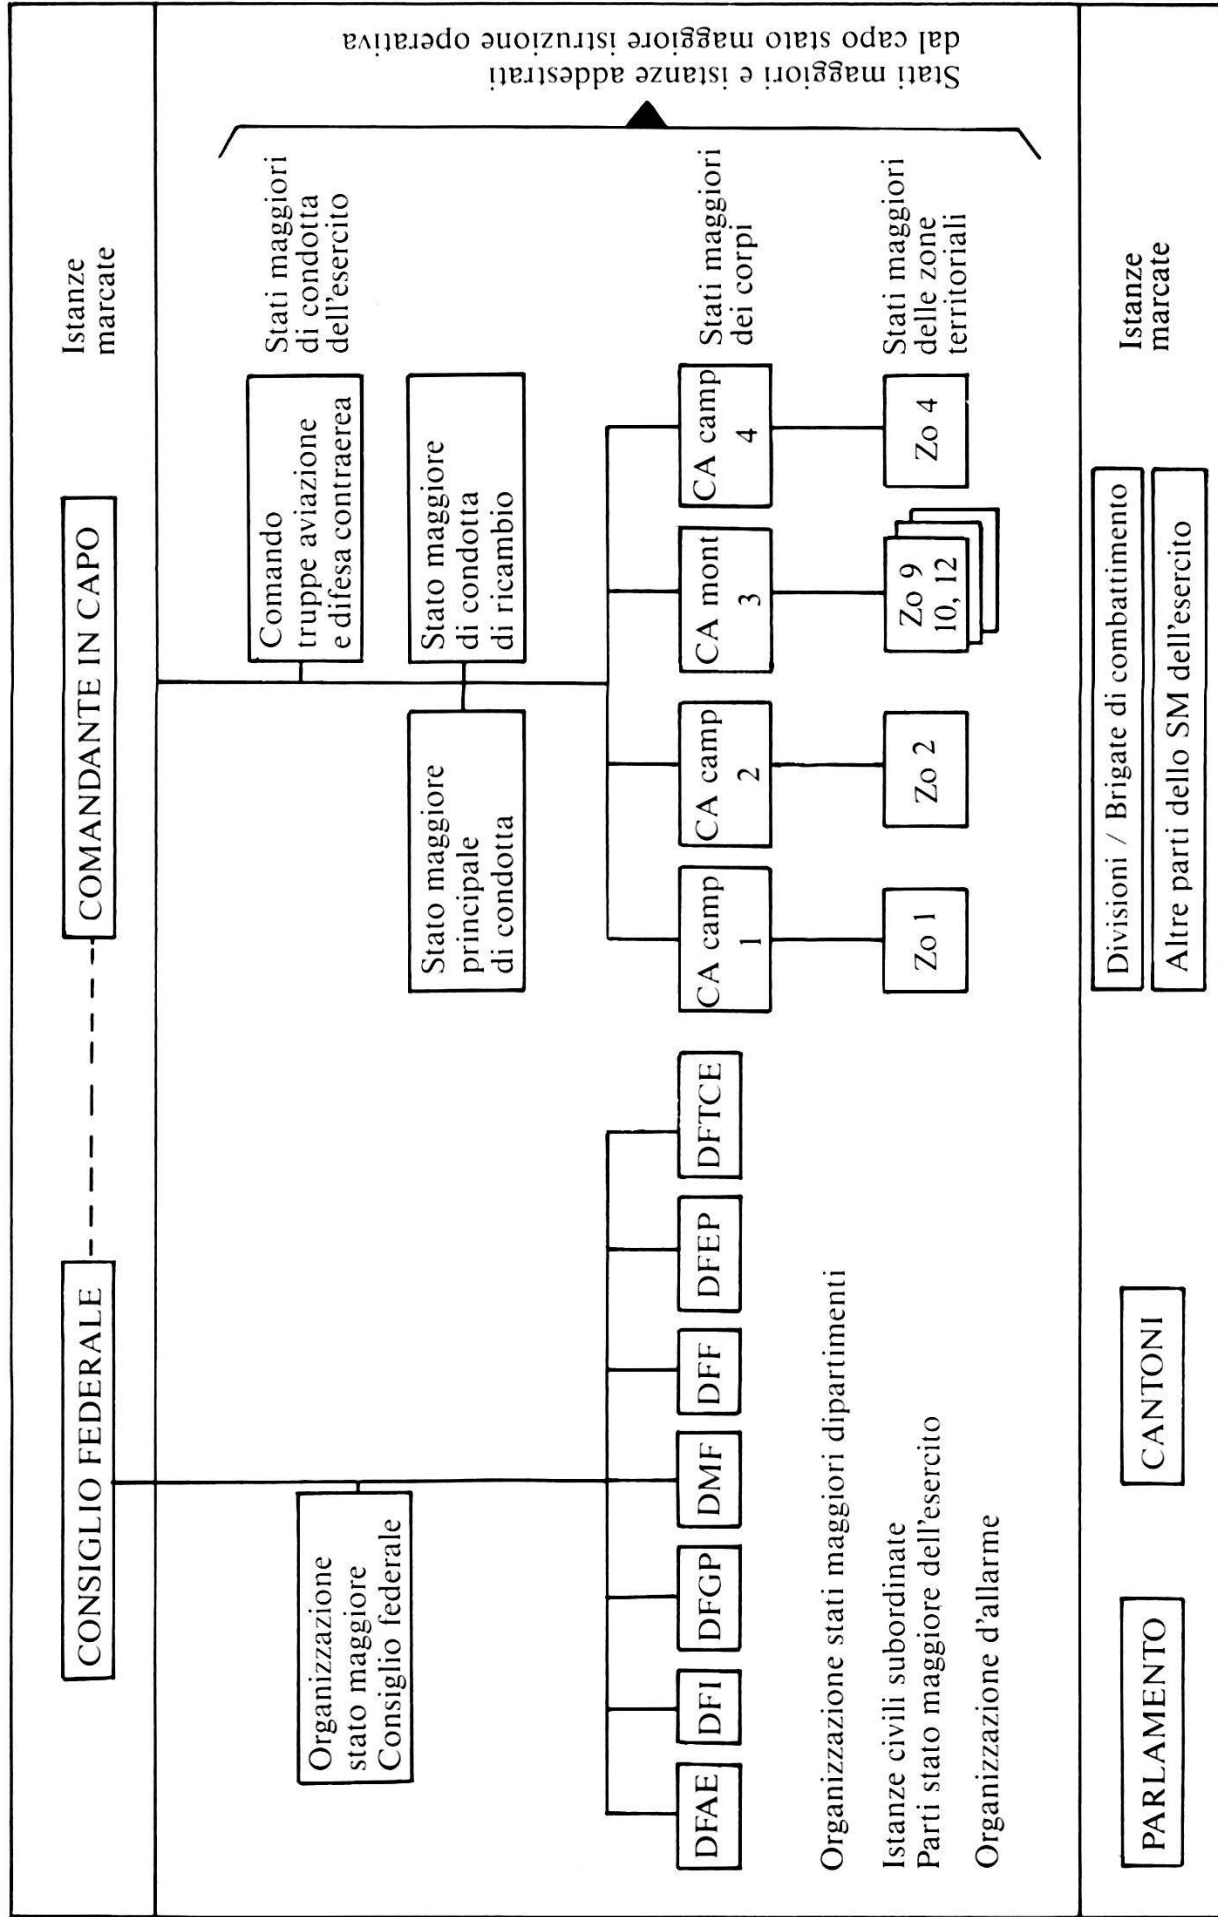 CONSIGLIO FEDERALE
COMANDANTE IN CAPO
Istanze
marcate
Organizzazione
stato maggiore
Consiglio federale
DFAE
DFI
DFGP
DMF
DFF
DFEP
DFTCE
Organizzazione stati maggiori dipartimenti
Istanze civili subordinate
Parti stato maggiore dell'esercito
Organizzazione d'allarme
Comando
truppe aviazione
e difesa contraerea
Stati maggiori
di condotta
dell'esercito
Stato maggiore
principale
di condotta
Stato maggiore
di condotta
di ricambio
CA camp
1
CA camp
2
CA mont
3
CA camp
4
Stati maggiori
dei corpi
Zo 1
Zo 2
Zo 9
10, 12
Zo 4
Stati maggiori
delle zone
territoriali
Stati maggiori e istanze addestrati
dal capo stato maggiore istruzione operativa
PARLAMENTO
CANTONI
Divisioni / Brigate di combattimento
Altre parti dello SM dell'esercito
Istanze
marcate